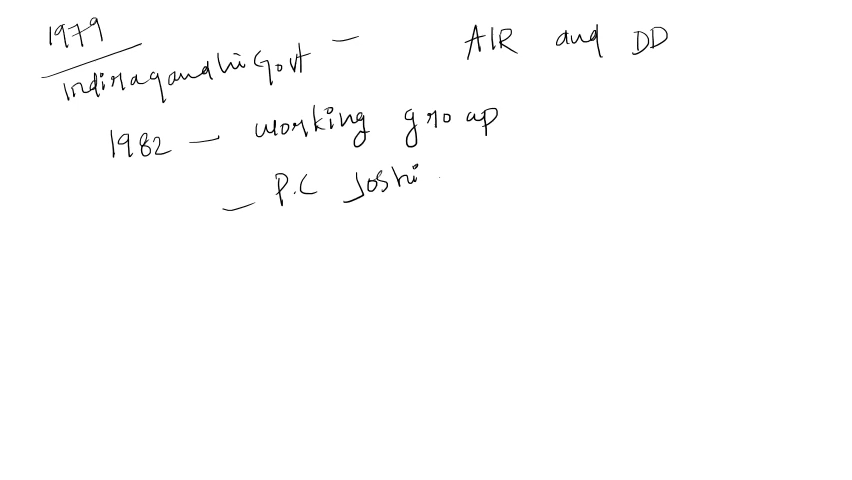 1979
Indiragandhi Govt - AIR and DD
1982 - working group
- P.C Joshi